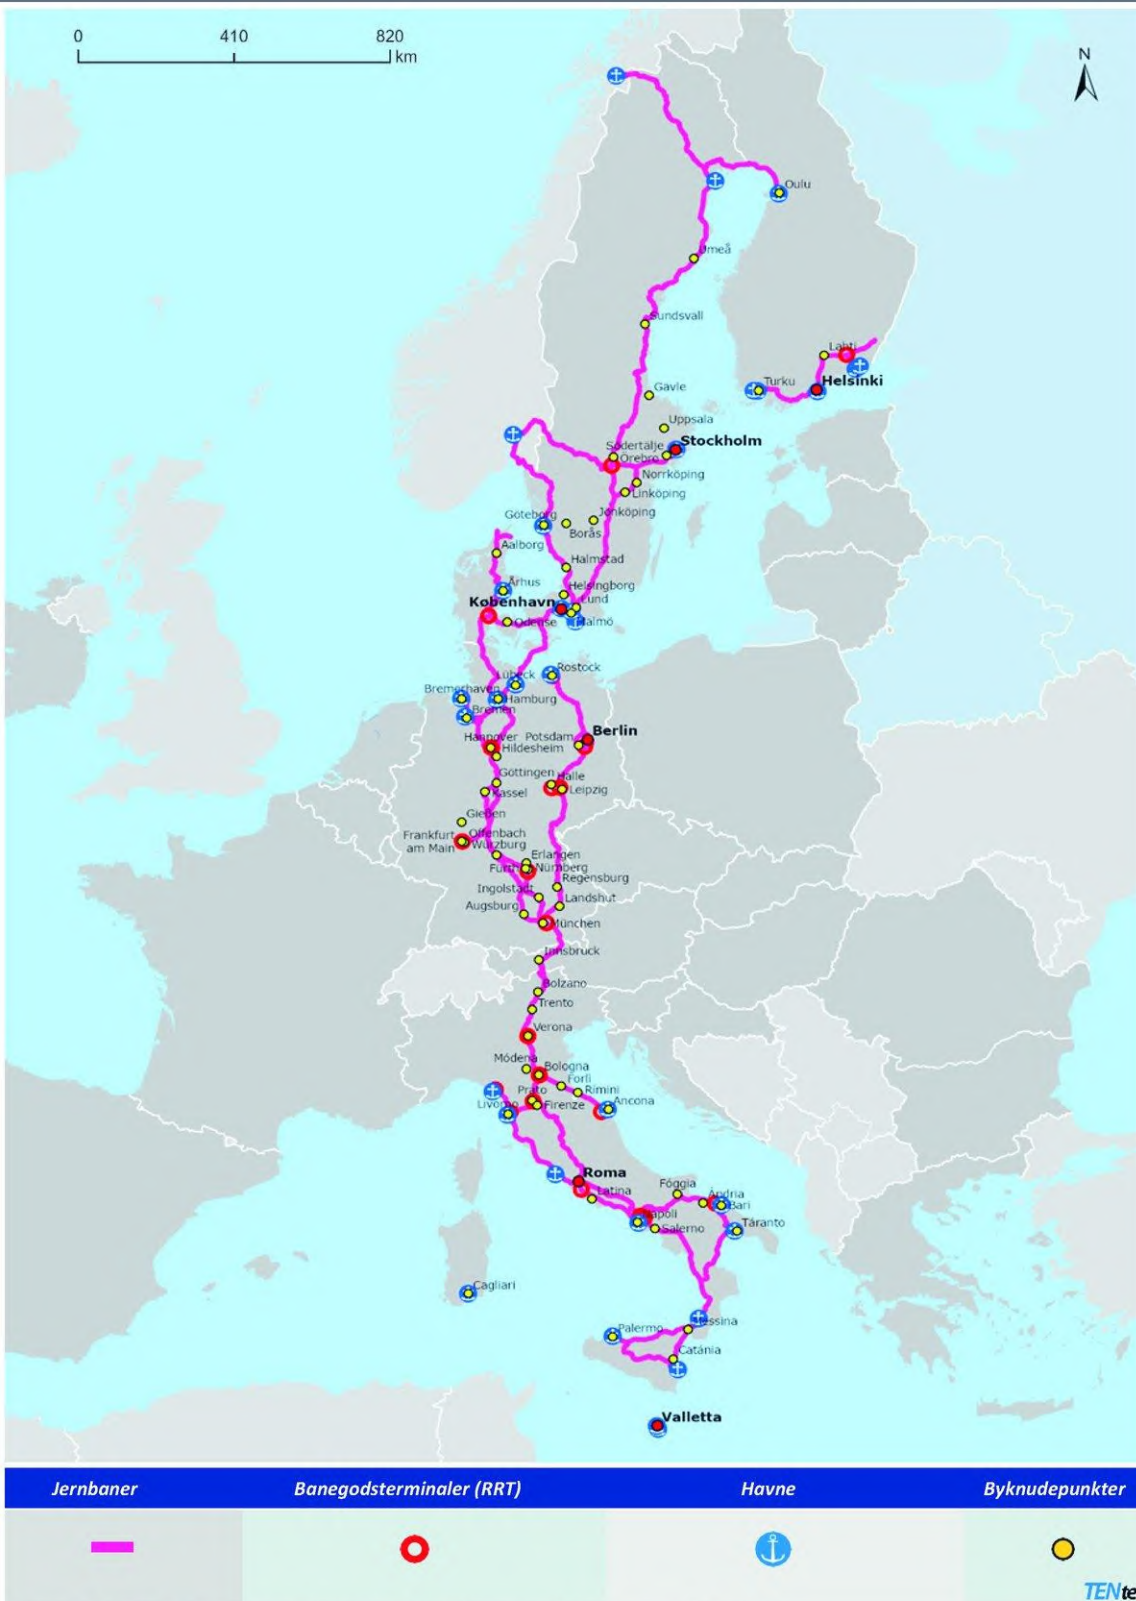 0 410 820
km
N
Oulu
Umeå
Sundsvall
Lahti
Turku
Helsinki
Gavle
Uppsala
Stockholm
Södertälje
Örebro
Norrköping
Linköping
Jönköping
Göteborg
Borås
Aalborg
Halmstad
Århus
Helsingborg
København
Lund
Odense
Malmö
Rostock
Lübeck
Bremerhaven
Hamburg
Bremen
Berlin
Hannover
Potsdam
Hildesheim
Göttingen
Halle
Kassel
Leipzig
Gießen
Frankfurt
am Main
Offenbach
Würzburg
Erlangen
Fürth
Nürnberg
Regensburg
Ingolstadt
Landshut
Augsburg
München
Innsbruck
Bolzano
Trento
Verona
Módena
Bologna
Forlì
Prato
Rimini
Livorno
Firenze
Ancona
Roma
Latina
Fóggia
Ándria
Bari
Napoli
Salerno
Táranto
Cagliari
Messina
Palermo
Catánia
Valletta
Jernbaner
Banegodsterminaler (RRT)
Havne
Byknudepunkter
TENte